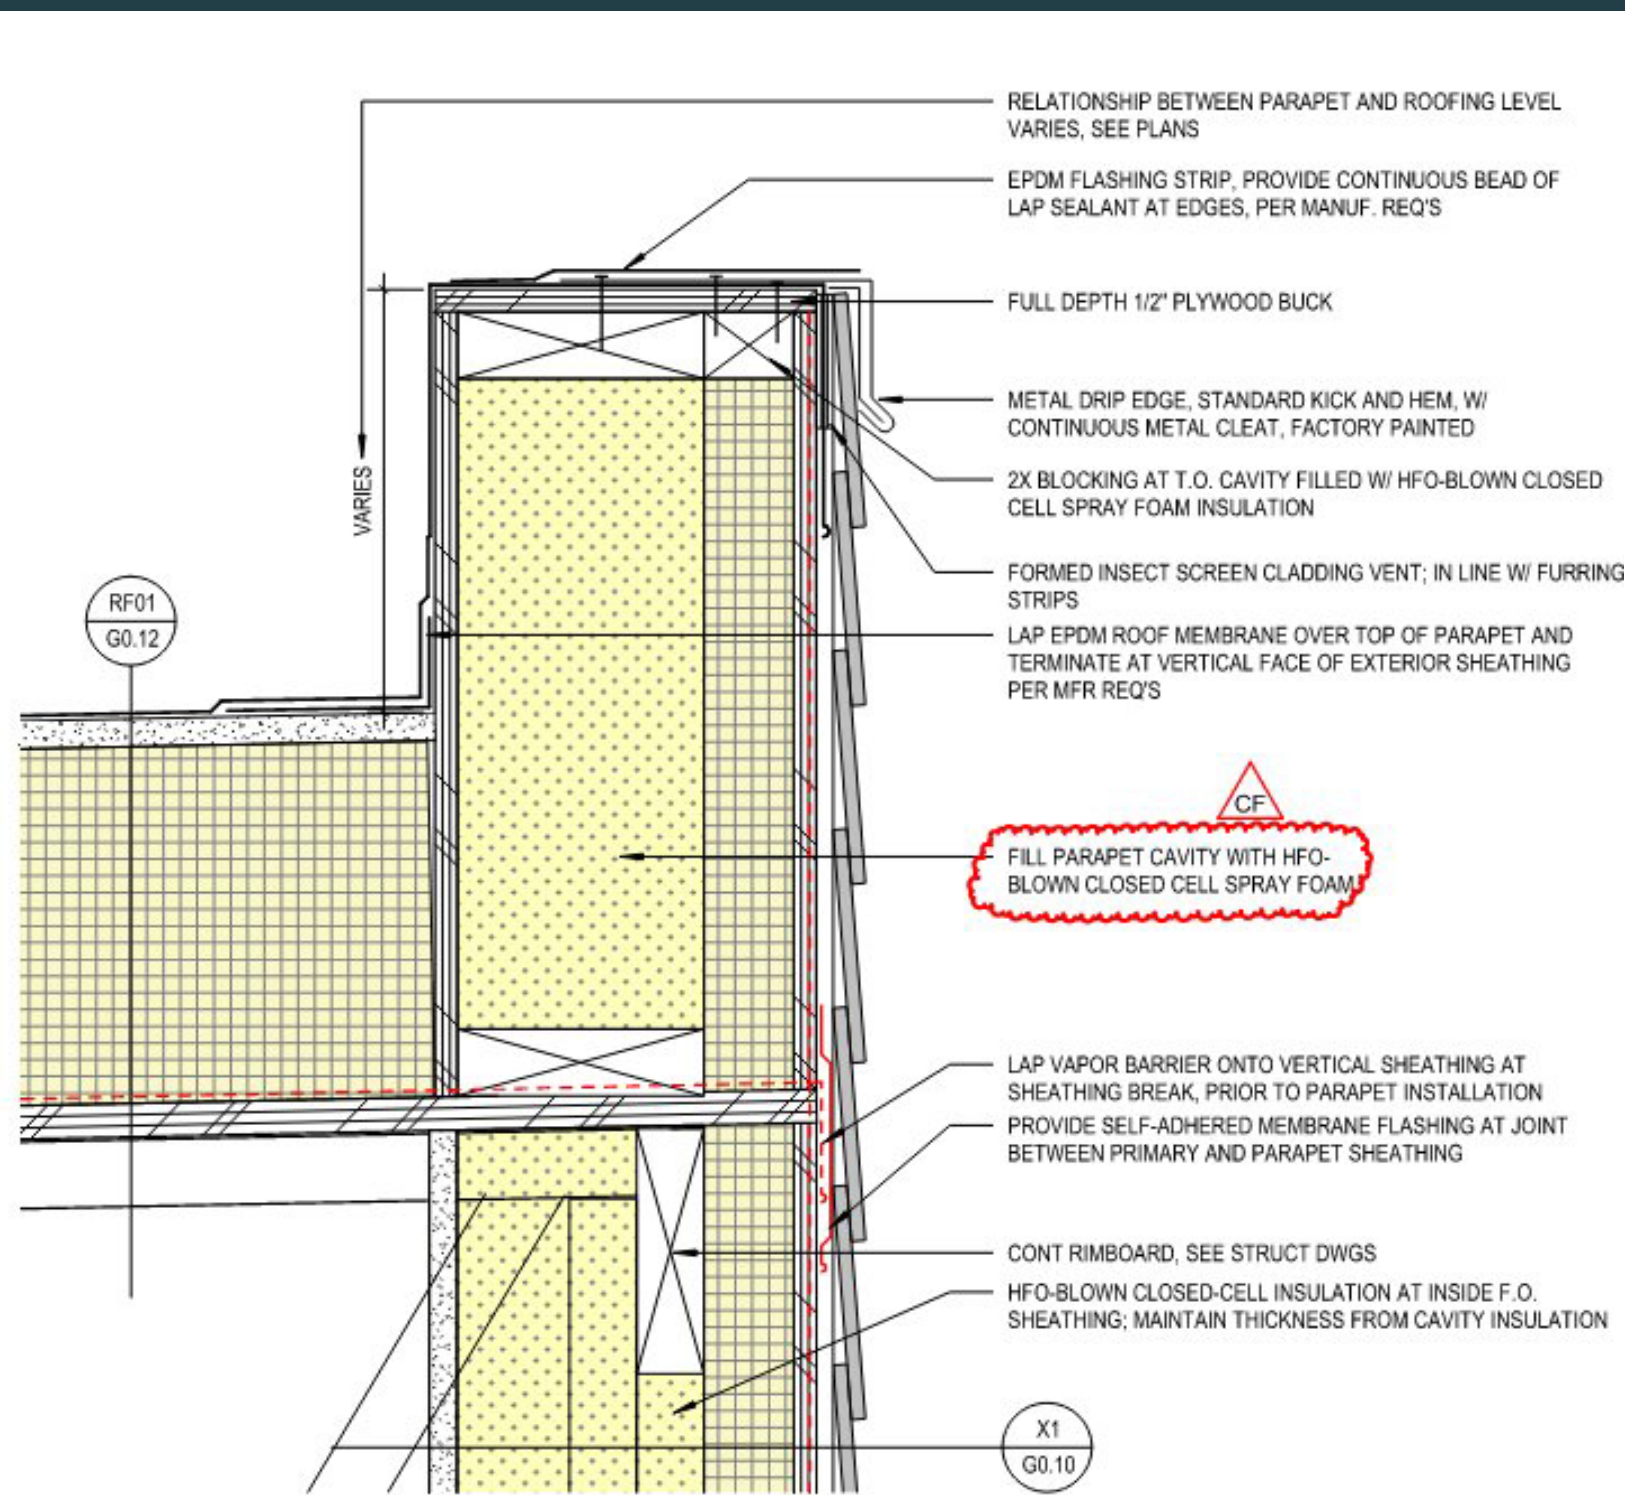 RELATIONSHIP BETWEEN PARAPET AND ROOFING LEVEL
VARIES, SEE PLANS
EPDM FLASHING STRIP, PROVIDE CONTINUOUS BEAD OF
LAP SEALANT AT EDGES, PER MANUF. REQ'S
FULL DEPTH 1/2" PLYWOOD BUCK
METAL DRIP EDGE, STANDARD KICK AND HEM, W/
CONTINUOUS METAL CLEAT, FACTORY PAINTED
2X BLOCKING AT T.O. CAVITY FILLED W/ HFO-BLOWN CLOSED
CELL SPRAY FOAM INSULATION
VARIES
FORMED INSECT SCREEN CLADDING VENT; IN LINE W/ FURRING
STRIPS
RF01
G0.12
LAP EPDM ROOF MEMBRANE OVER TOP OF PARAPET AND
TERMINATE AT VERTICAL FACE OF EXTERIOR SHEATHING
PER MFR REQ'S
CF
FILL PARAPET CAVITY WITH HFO-
BLOWN CLOSED CELL SPRAY FOAM
LAP VAPOR BARRIER ONTO VERTICAL SHEATHING AT
SHEATHING BREAK, PRIOR TO PARAPET INSTALLATION
PROVIDE SELF-ADHERED MEMBRANE FLASHING AT JOINT
BETWEEN PRIMARY AND PARAPET SHEATHING
CONT RIMBOARD, SEE STRUCT DWGS
HFO-BLOWN CLOSED-CELL INSULATION AT INSIDE F.O.
SHEATHING; MAINTAIN THICKNESS FROM CAVITY INSULATION
X1
G0.10